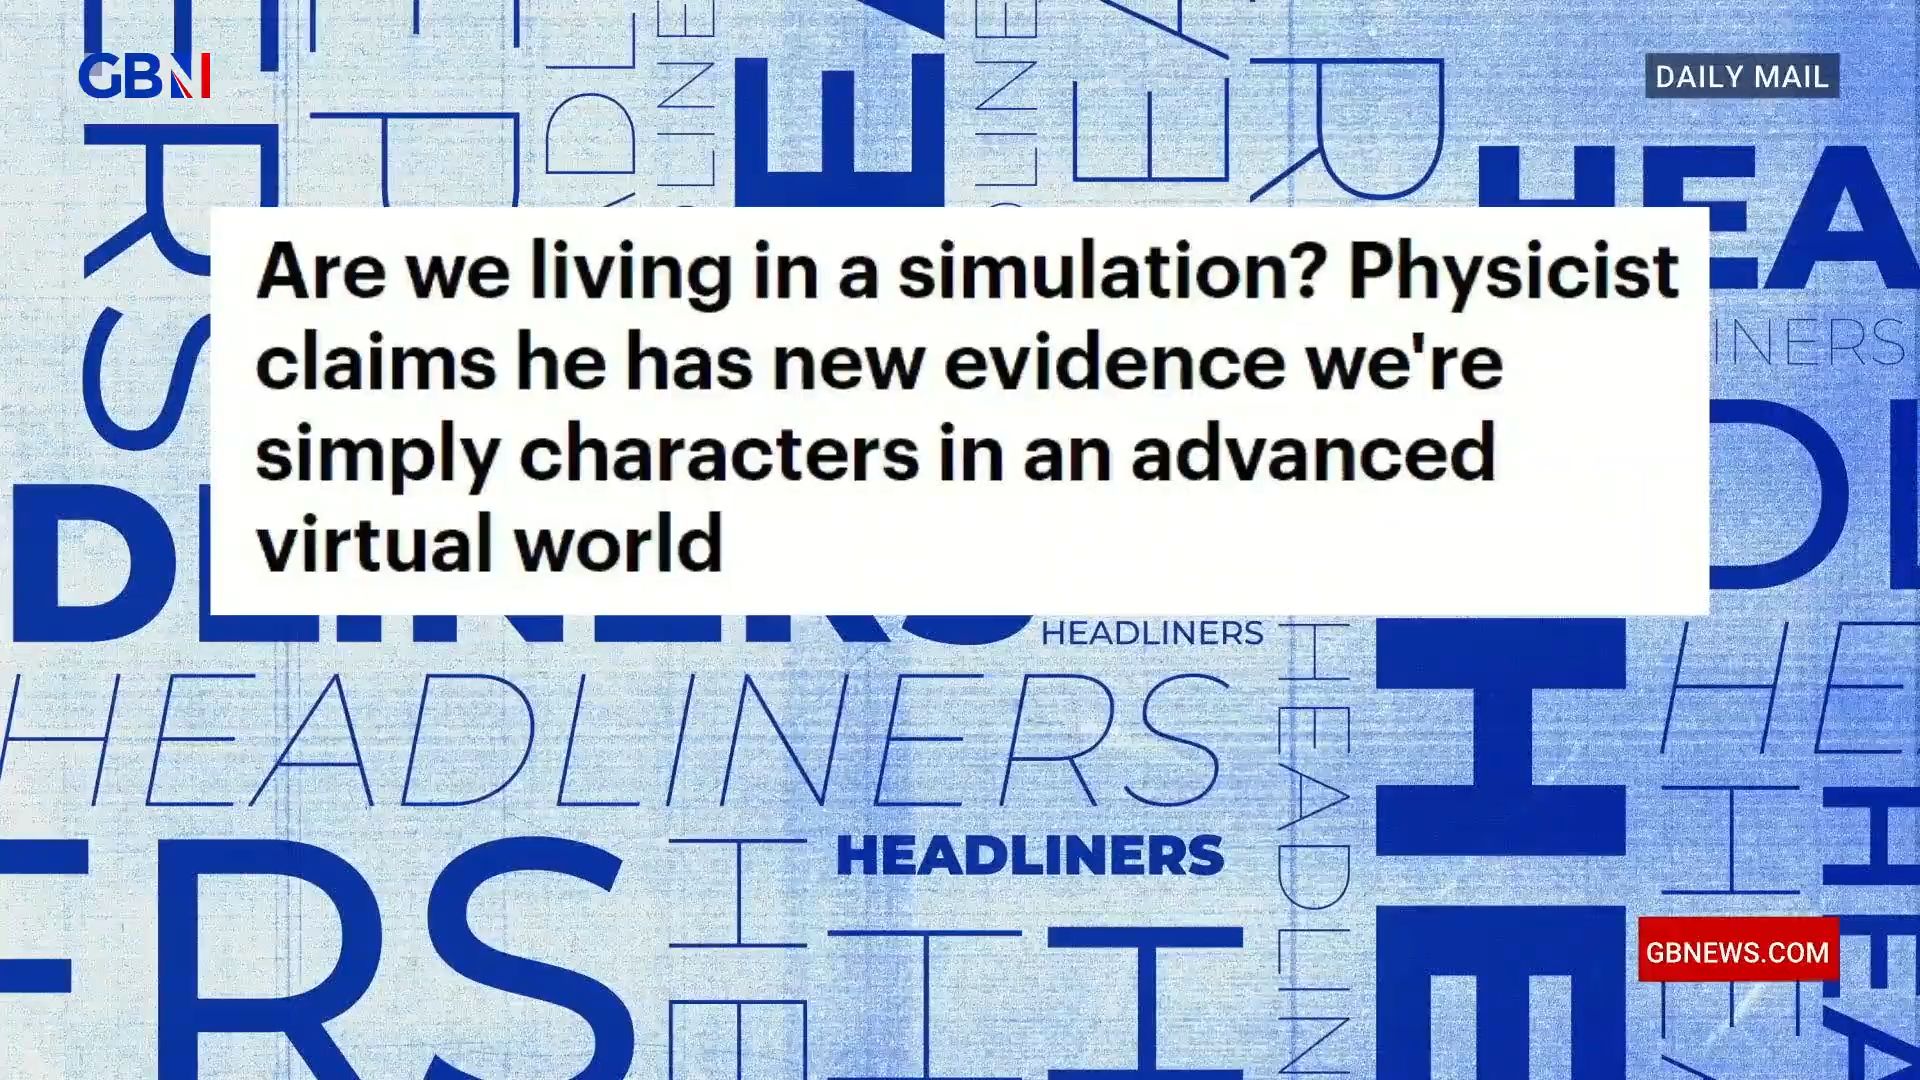 GBN
DAILY MAIL
HEA
Are we living in a simulation? Physicist
claims he has new evidence we're
simply characters in an advanced
virtual world
HEADLINERS
HEADLINERS
HEADLINERS
GBNEWS.COM